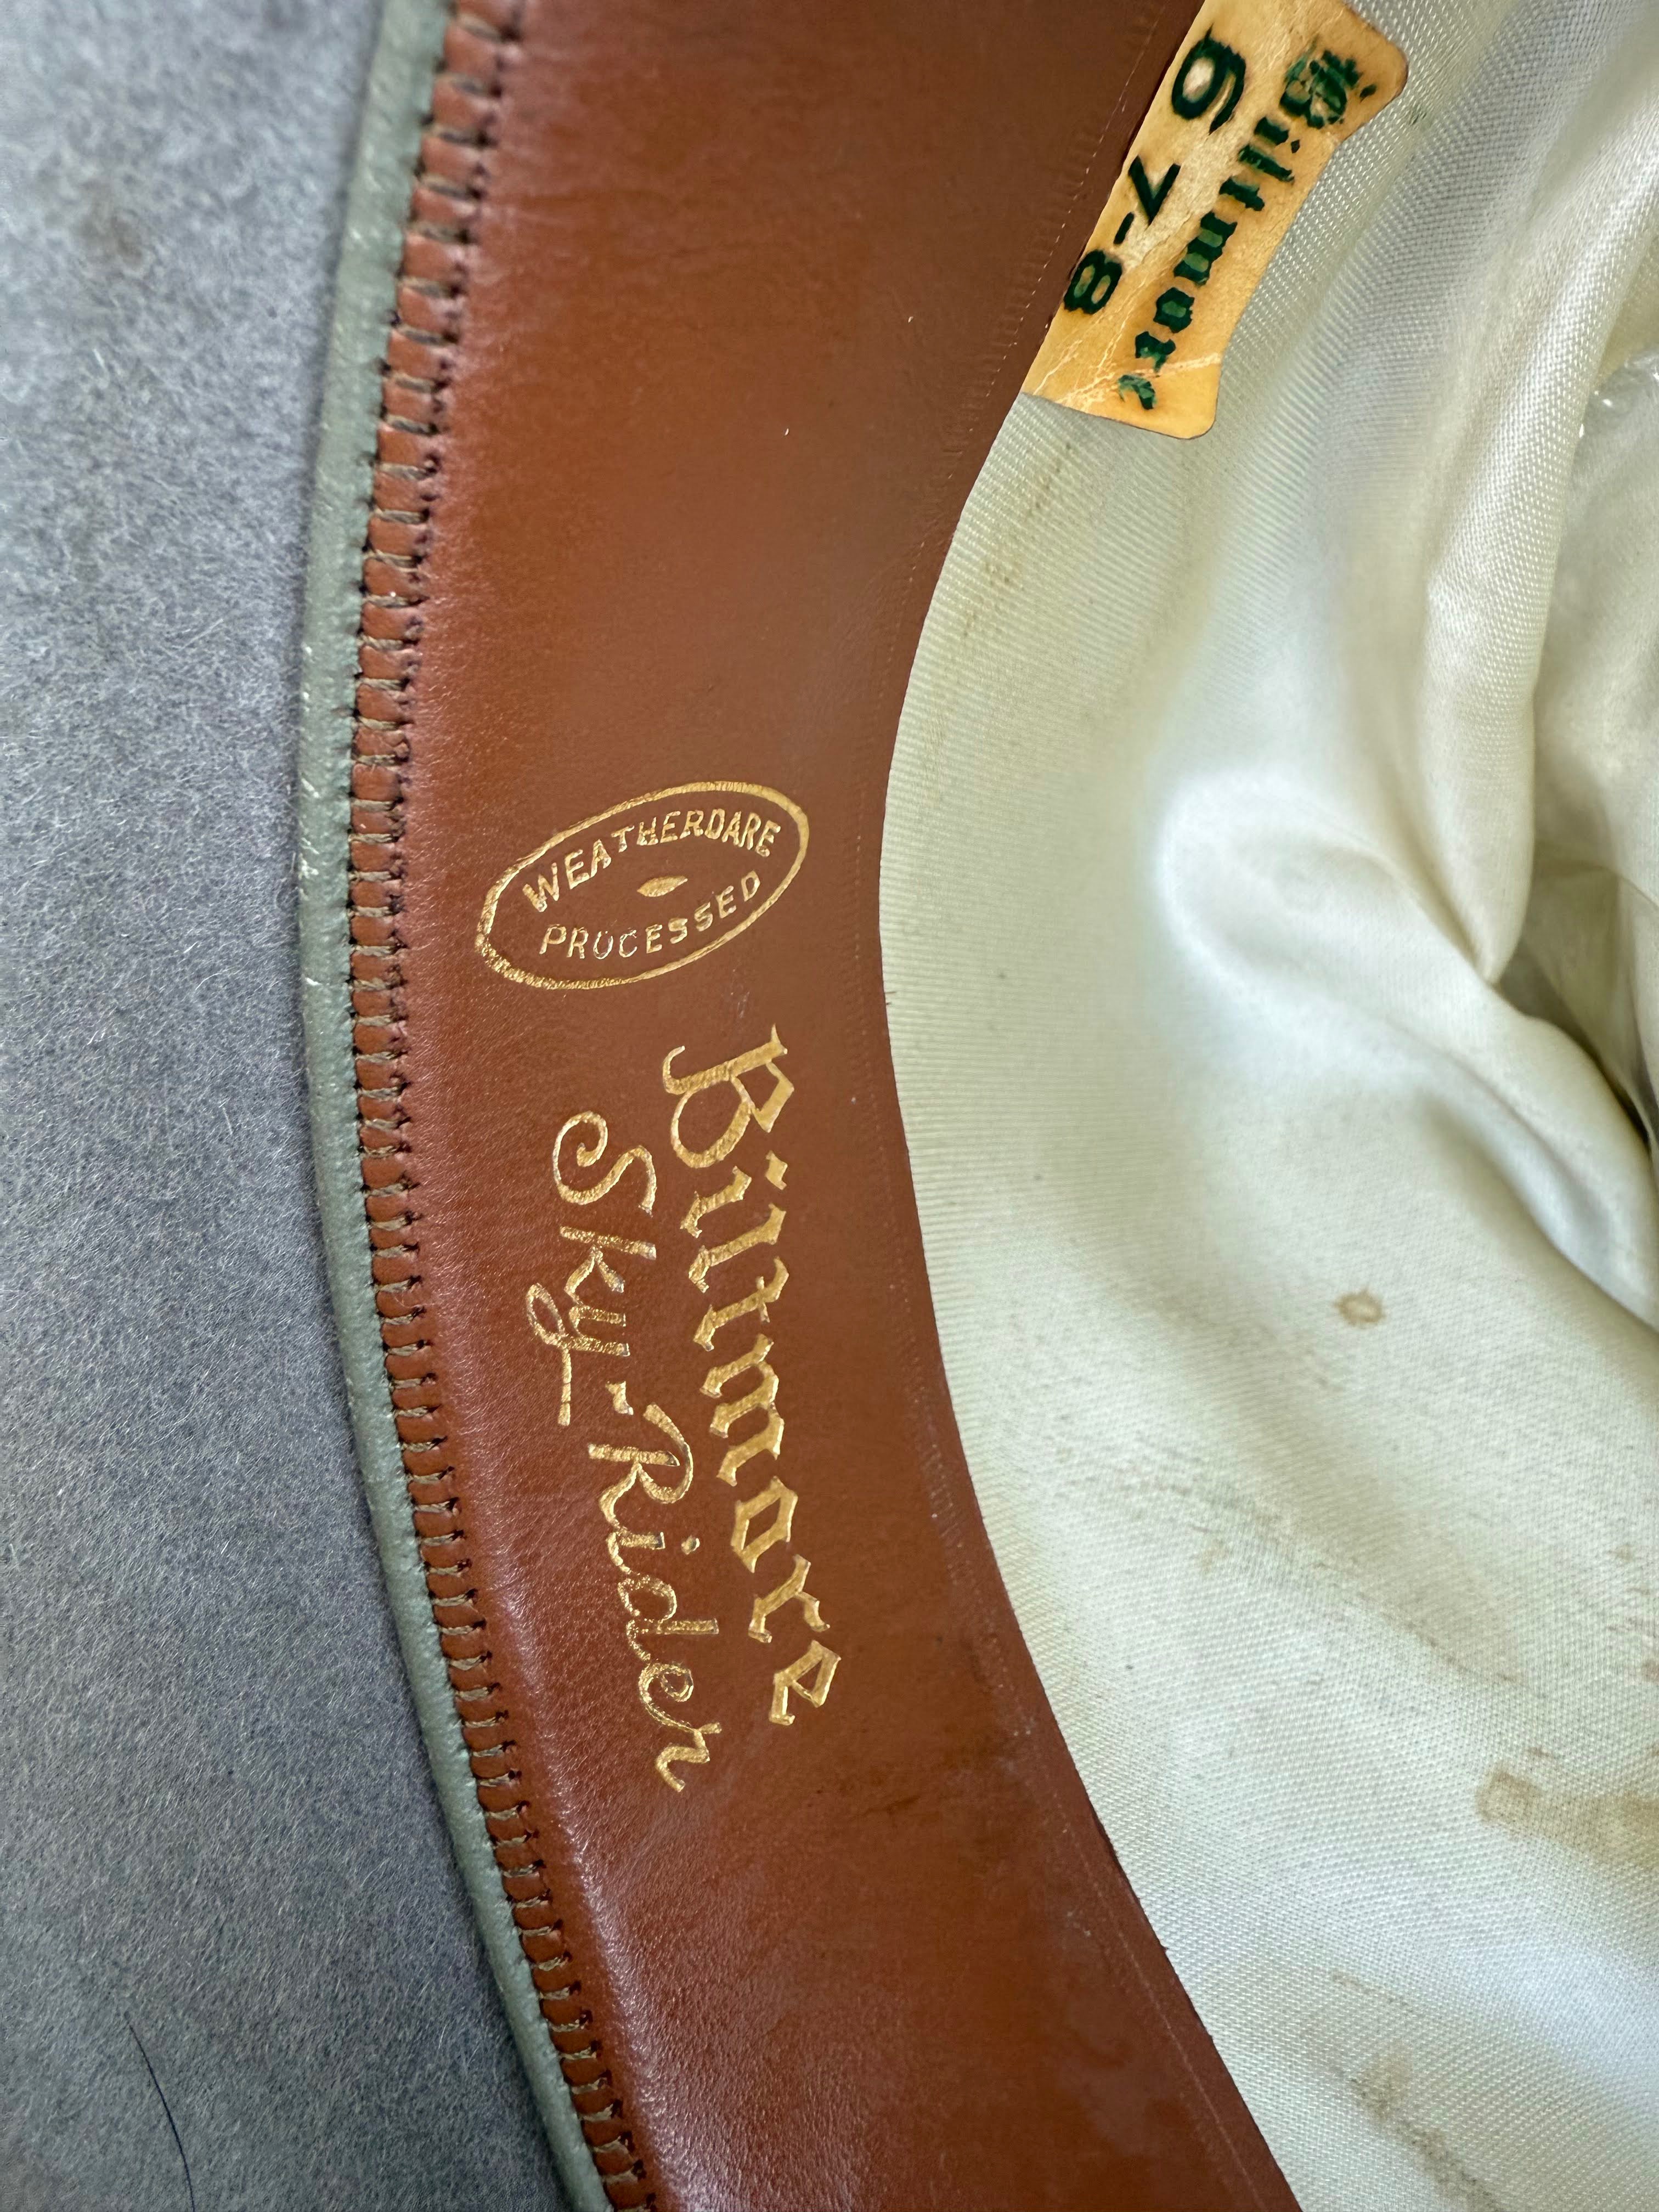 Biltmore
6 7-8
WEATHERDARE
PROCESSED
Biltmore
Sky-Rider